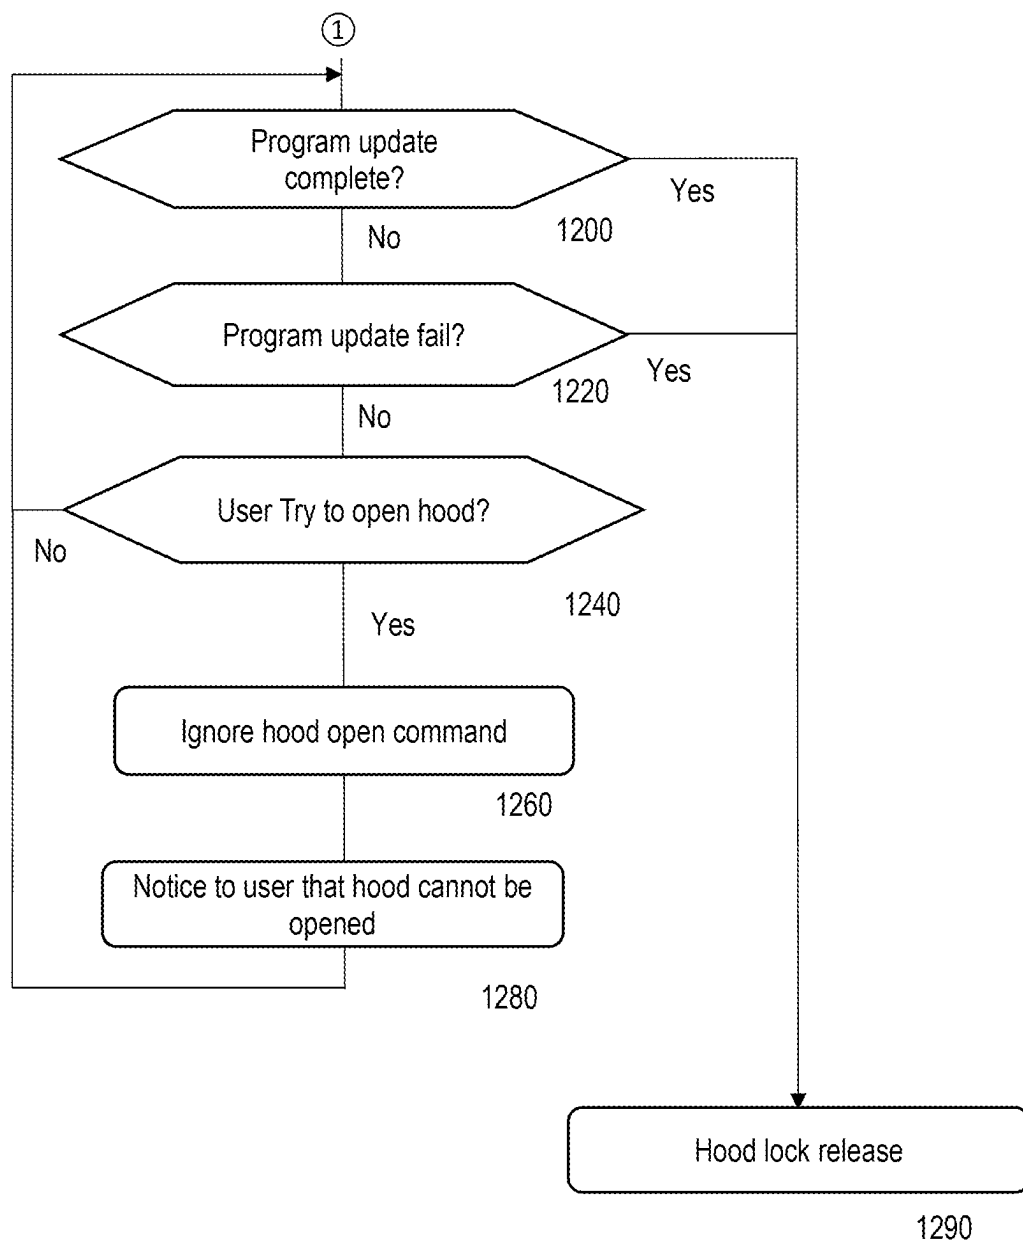 ①
Program update
complete?
Yes
1200
No
Program update fail?
Yes
1220
No
User Try to open hood?
No
1240
Yes
Ignore hood open command
1260
Notice to user that hood cannot be
opened
1280
Hood lock release
1290